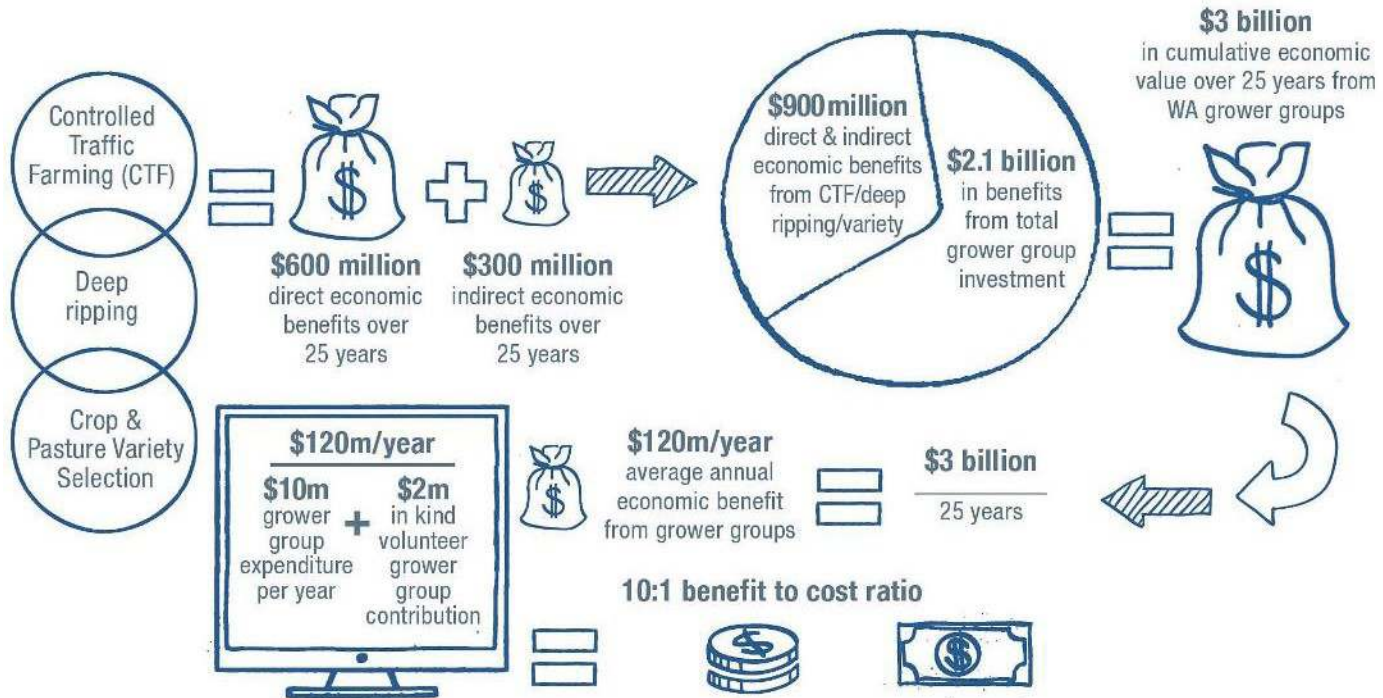 Controlled
Traffic
Farming (CTF)
Deep
ripping
Crop &
Pasture Variety
Selection
$
$600 million
direct economic
benefits over
25 years
$
$300 million
indirect economic
benefits over
25 years
$900 million
direct & indirect
economic benefits
from CTF/deep
ripping/variety
$2.1 billion
in benefits
from total
grower group
investment
$3 billion
in cumulative economic
value over 25 years from
WA grower groups
$
$3 billion
25 years
$120m/year
average annual
economic benefit
from grower groups
$
$120m/year
$10m
grower
group
expenditure
per year
+
$2m
in kind
volunteer
grower
group
contribution
10:1 benefit to cost ratio
$
$